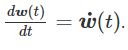 d𝒘(t)/dt = 𝒘̇(t).